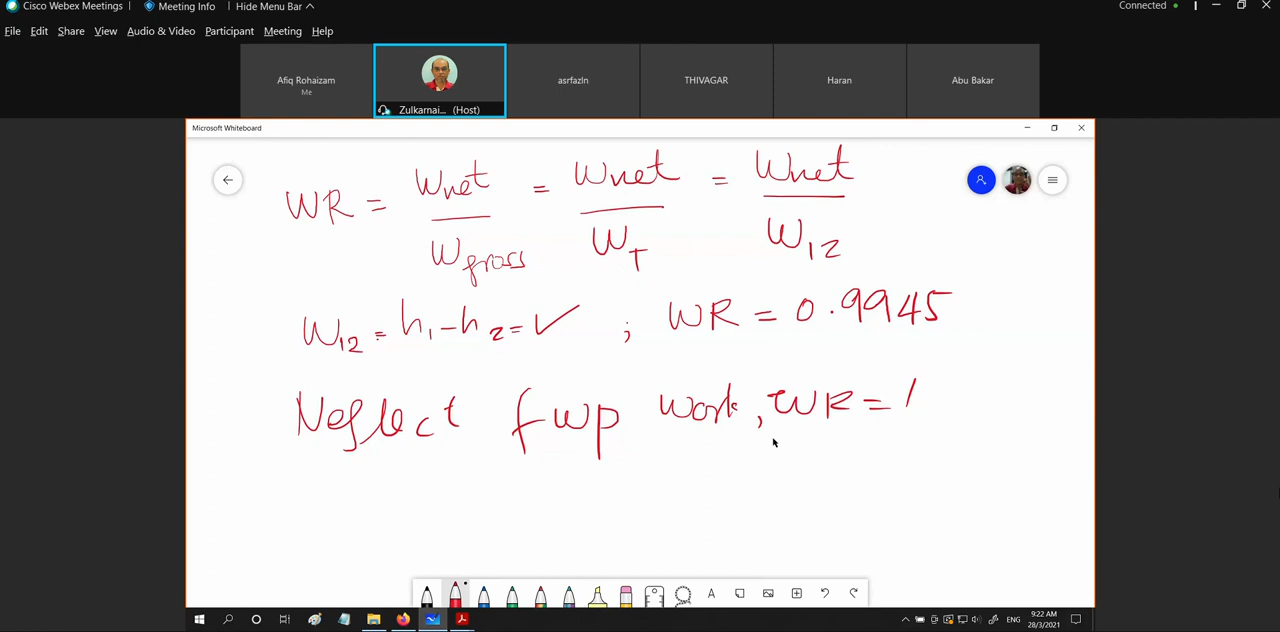 Cisco Webex Meetings Meeting Info Hide Menu Bar Connected
File Edit Share View Audio & Video Participant Meeting Help
Afiq Rohaizam
Me
Zulkarnai... (Host)
asrfazln
THIVAGAR
Haran
Abu Bakar
Microsoft Whiteboard
WR = Wnet / Wgross = Wnet / WT = Wnet / W12
W12 = h1 - h2 = ✓ ; WR = 0.9945
Neglect fwp work, WR = 1
ENG
9:22 AM
28/3/2021